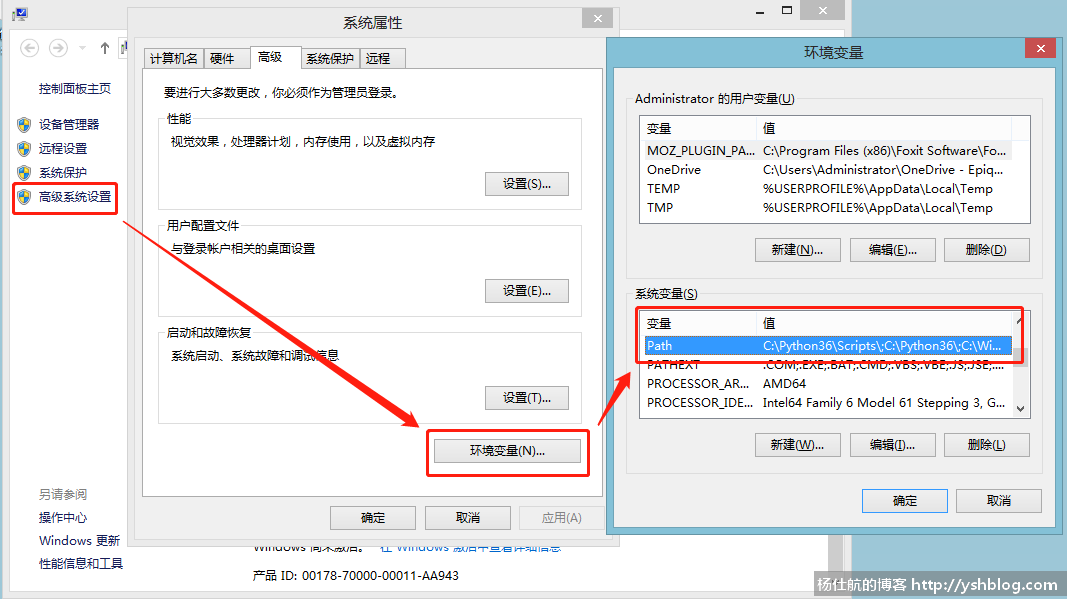 系统属性
控制面板主页
设备管理器
远程设置
系统保护
高级系统设置
另请参阅
操作中心
Windows 更新
性能信息和工具
计算机名 硬件 高级 系统保护 远程
要进行大多数更改，你必须作为管理员登录。
性能
视觉效果，处理器计划，内存使用，以及虚拟内存
设置(S)...
用户配置文件
与登录帐户相关的桌面设置
设置(E)...
启动和故障恢复
系统启动、系统故障和调试信息
设置(T)...
环境变量(N)...
确定 取消 应用(A)
Windows 尚未激活。 在 Windows 激活中查看详细信息
产品 ID: 00178-70000-00011-AA943
环境变量
Administrator 的用户变量(U)
变量 值
MOZ_PLUGIN_PA... C:\Program Files (x86)\Foxit Software\Fo...
OneDrive C:\Users\Administrator\OneDrive - Epiq...
TEMP %USERPROFILE%\AppData\Local\Temp
TMP %USERPROFILE%\AppData\Local\Temp
新建(N)... 编辑(E)... 删除(D)
系统变量(S)
变量 值
Path C:\Python36\Scripts\;C:\Python36\;C:\Wi...
PATHEXT .COM;.EXE;.BAT;.CMD;.VBS;.VBE;.JS;.JSE;...
PROCESSOR_AR... AMD64
PROCESSOR_IDE... Intel64 Family 6 Model 61 Stepping 3, G...
新建(W)... 编辑(I)... 删除(L)
确定 取消
杨仕航的博客 http://yshblog.com